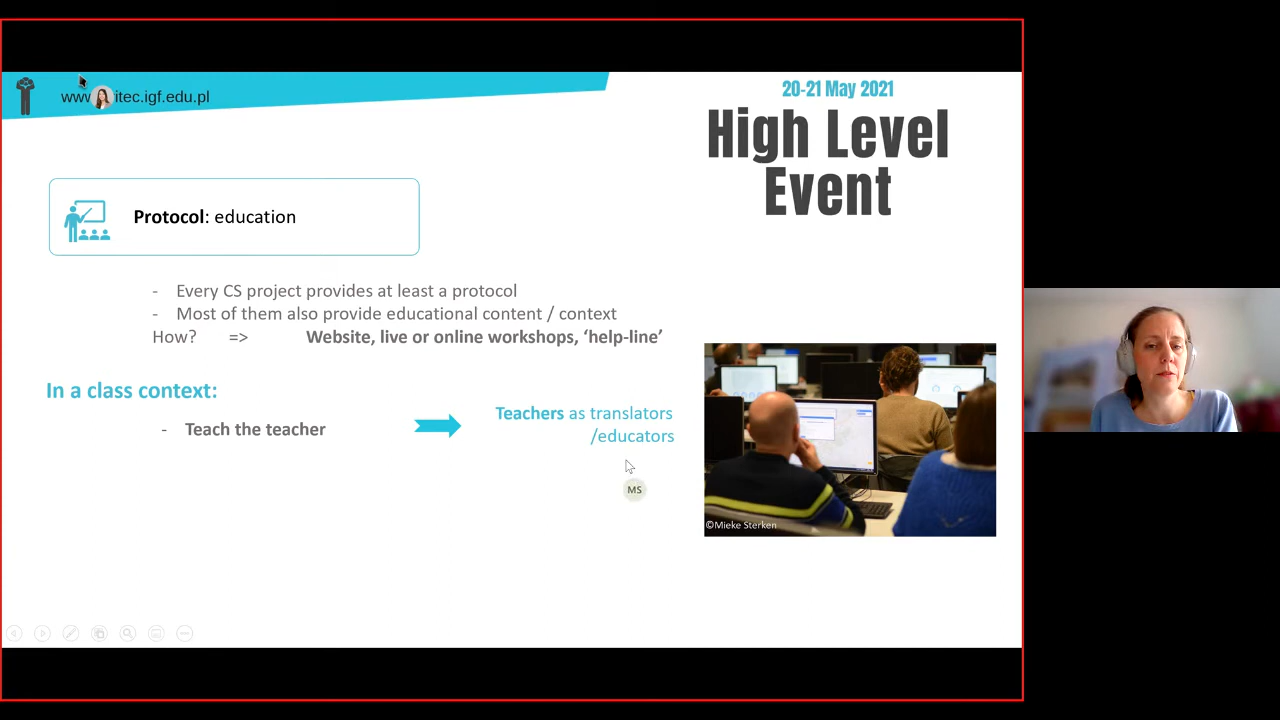 www itec.igf.edu.pl
20-21 May 2021
High Level
Event
Protocol: education
- Every CS project provides at least a protocol
- Most of them also provide educational content / context
How? => Website, live or online workshops, ‘help-line’
In a class context:
- Teach the teacher
Teachers as translators
/educators
MS
©Mieke Sterken